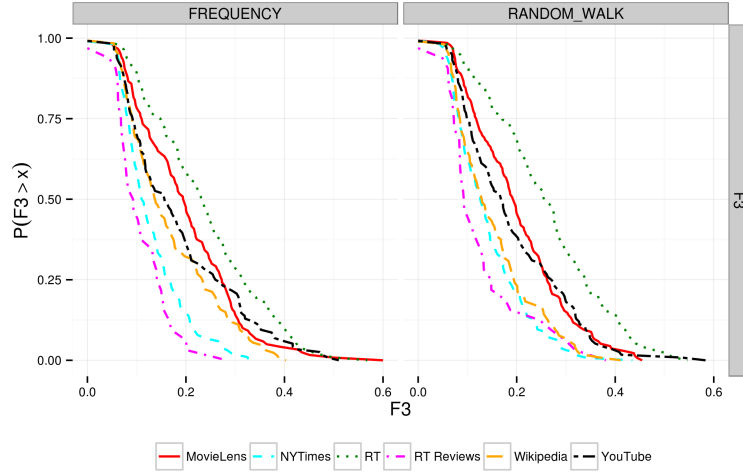 FREQUENCY RANDOM_WALK
1.00
0.75
0.50
0.25
0.00
P(F3 > x)
F3
0.0 0.2 0.4 0.6 0.0 0.2 0.4 0.6
F3
MovieLens NYTimes RT RT Reviews Wikipedia YouTube